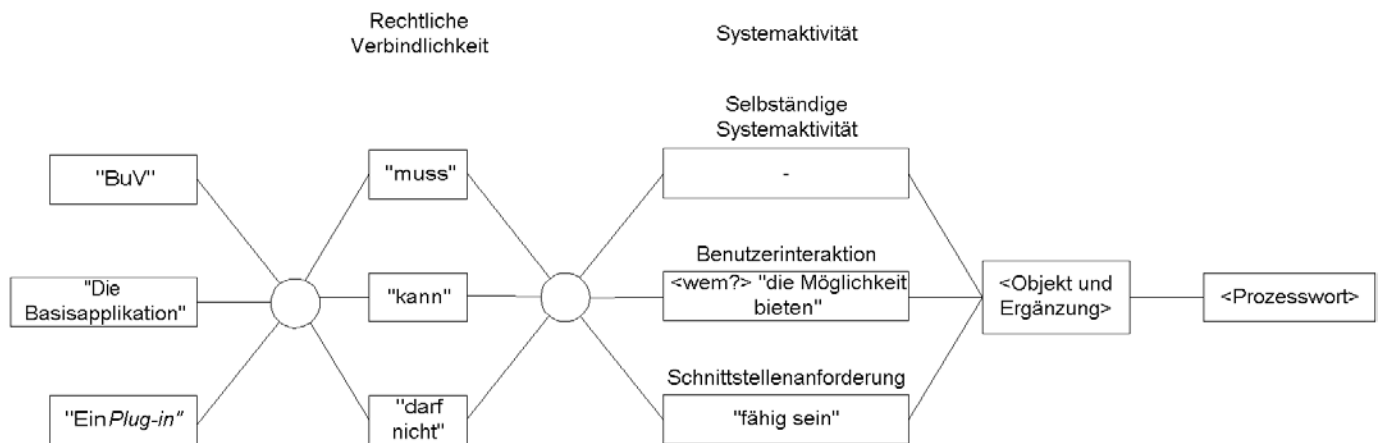 Rechtliche
Verbindlichkeit
Systemaktivität
Selbständige
Systemaktivität
"BuV"
"muss"
-
Benutzerinteraktion
"Die
Basisapplikation"
"kann"
<wem?> "die Möglichkeit
bieten"
<Objekt und
Ergänzung>
<Prozesswort>
Schnittstellenanforderung
"Ein Plug-in"
"darf
nicht"
"fähig sein"